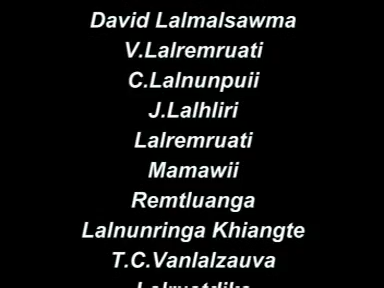 David Lalmalsawma
V.Lalremruati
C.Lalnunpuii
J.Lalhliri
Lalremruati
Mamawii
Remtluanga
Lalnunringa Khiangte
T.C.Vanlalzauva